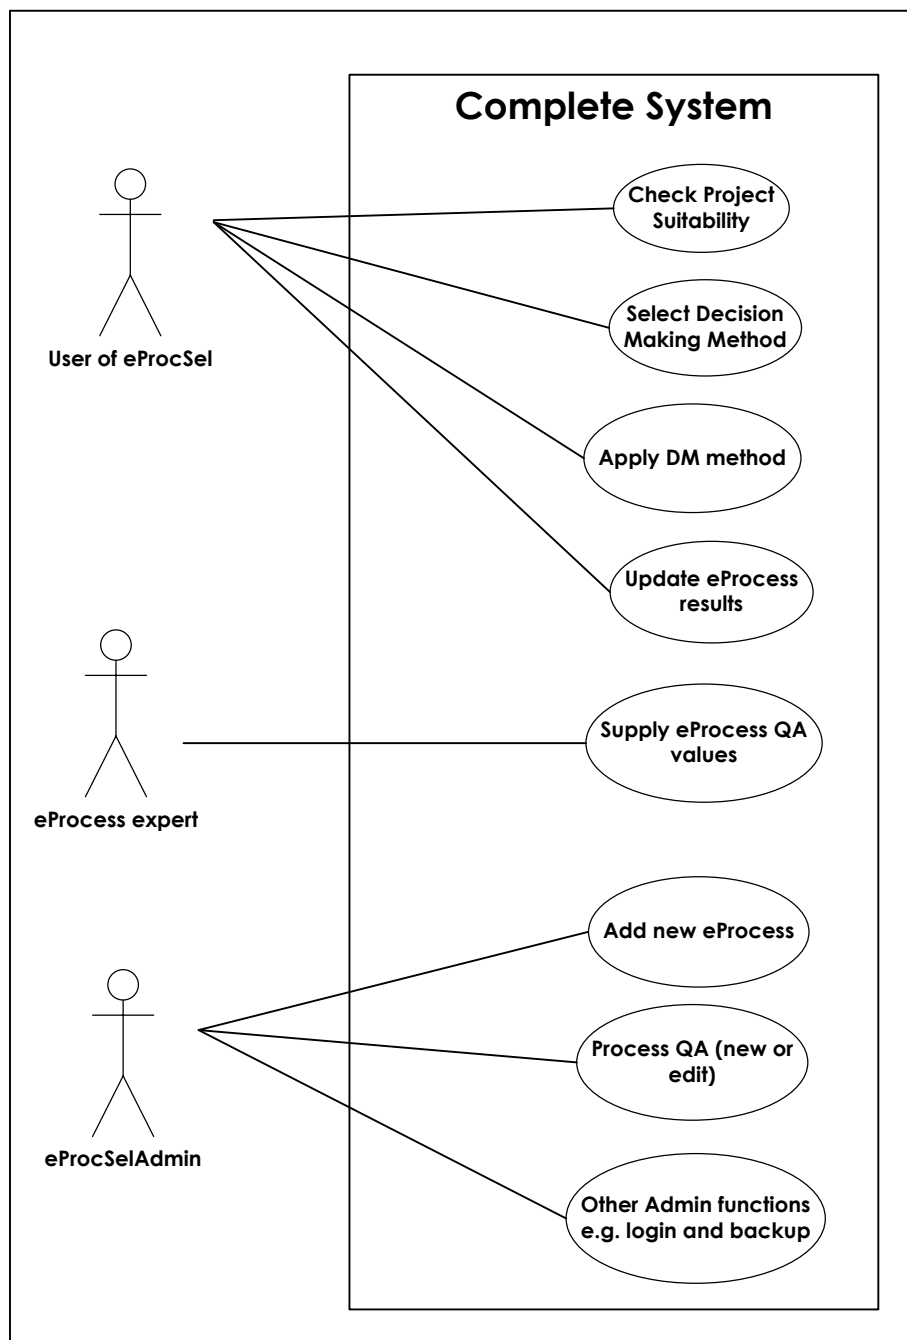 Complete System
Check Project
Suitability
Select Decision
Making Method
User of eProcSel
Apply DM method
Update eProcess
results
Supply eProcess QA
values
eProcess expert
Add new eProcess
Process QA (new or
edit)
eProcSelAdmin
Other Admin functions
e.g. login and backup